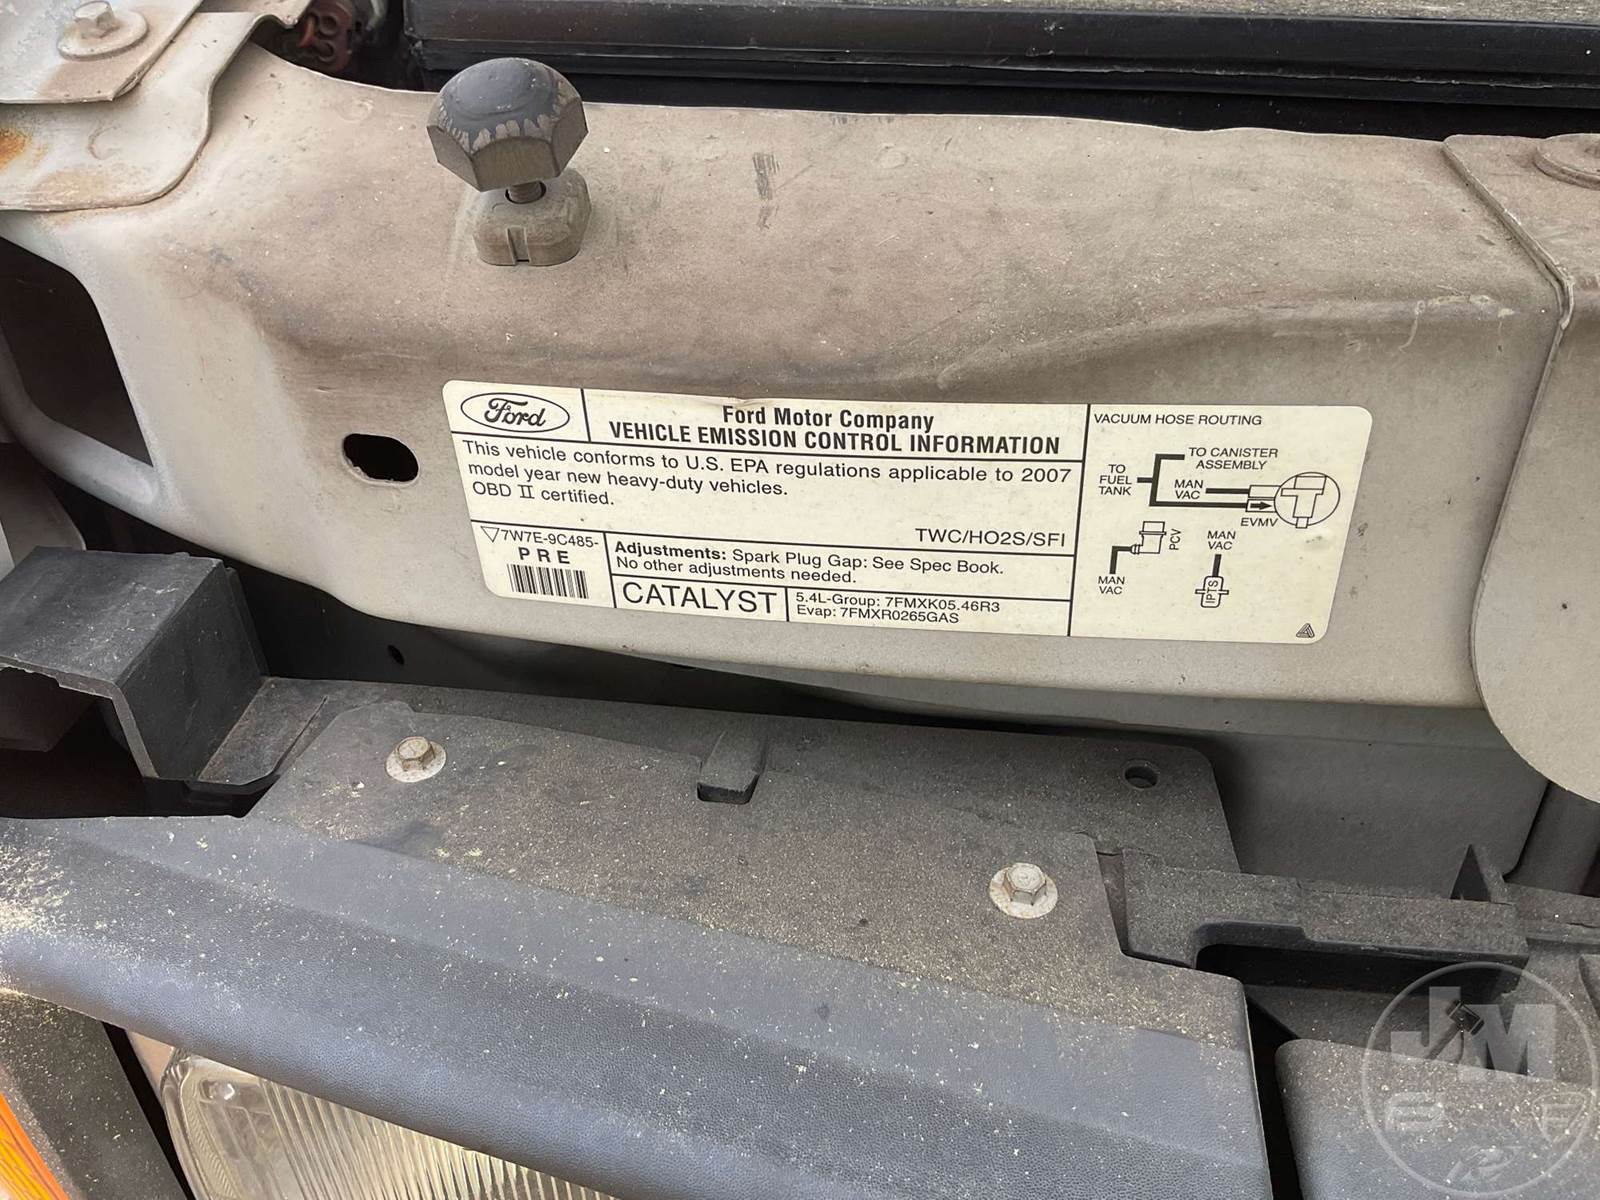 Ford
Ford Motor Company
VEHICLE EMISSION CONTROL INFORMATION
This vehicle conforms to U.S. EPA regulations applicable to 2007
model year new heavy-duty vehicles.
OBD II certified.
TWC/HO2S/SFI
7W7E-9C485-
PRE
Adjustments: Spark Plug Gap: See Spec Book.
No other adjustments needed.
CATALYST
5.4L-Group: 7FMXK05.46R3
Evap: 7FMXR0265GAS
VACUUM HOSE ROUTING
TO CANISTER
ASSEMBLY
TO
FUEL
TANK
MAN
VAC
EVMV
PCV
MAN
VAC
MAN
VAC
IPTS
JM